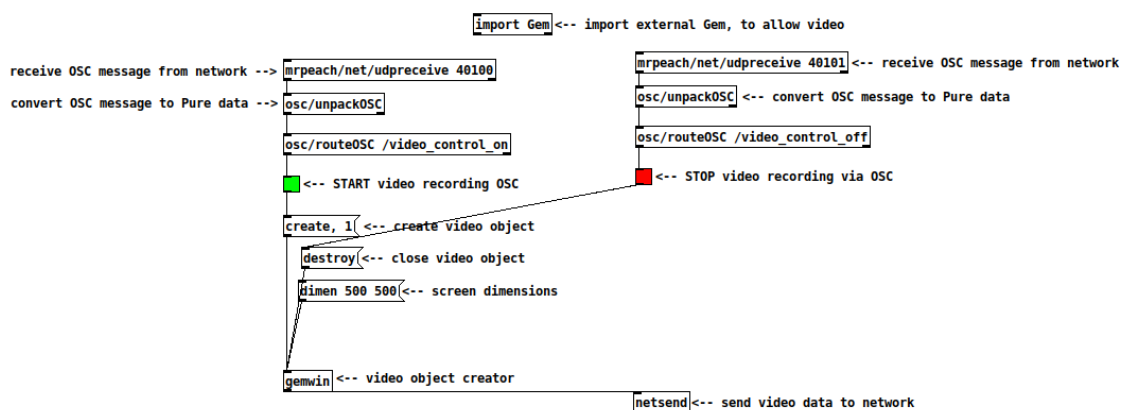 import Gem <-- import external Gem, to allow video
receive OSC message from network --> mrpeach/net/udpreceive 40100
mrpeach/net/udpreceive 40101 <-- receive OSC message from network
convert OSC message to Pure data --> osc/unpackOSC
osc/unpackOSC <-- convert OSC message to Pure data
osc/routeOSC /video_control_on
osc/routeOSC /video_control_off
<-- START video recording OSC
<-- STOP video recording via OSC
create, 1 <-- create video object
destroy <-- close video object
dimen 500 500 <-- screen dimensions
gemwin <-- video object creator
netsend <-- send video data to network